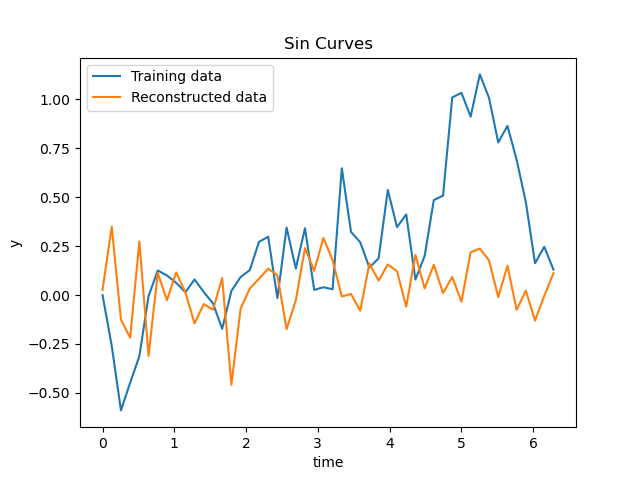 Sin Curves
Training data
Reconstructed data
1.00
0.75
0.50
0.25
0.00
−0.25
−0.50
y
0 1 2 3 4 5 6
time